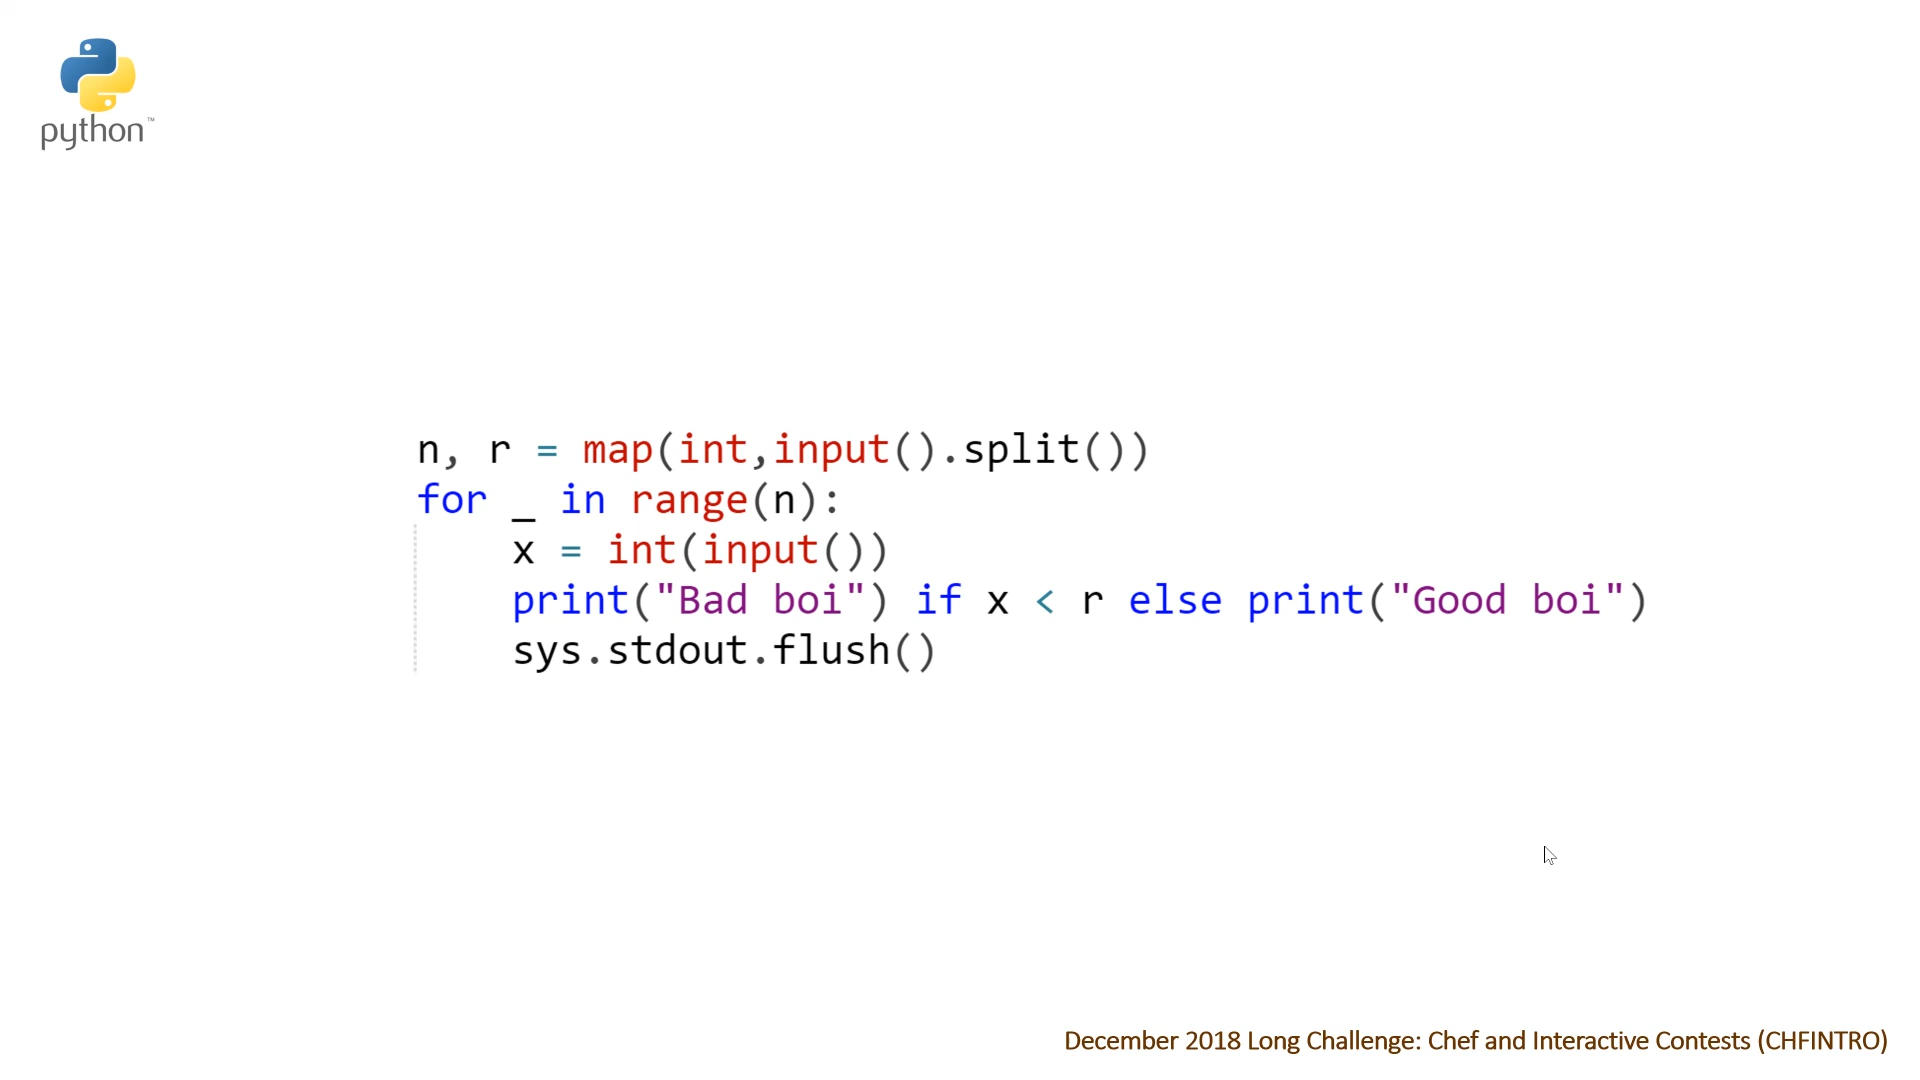 python™
n, r = map(int,input().split())
for _ in range(n):
    x = int(input())
    print("Bad boi") if x < r else print("Good boi")
    sys.stdout.flush()
December 2018 Long Challenge: Chef and Interactive Contests (CHFINTRO)